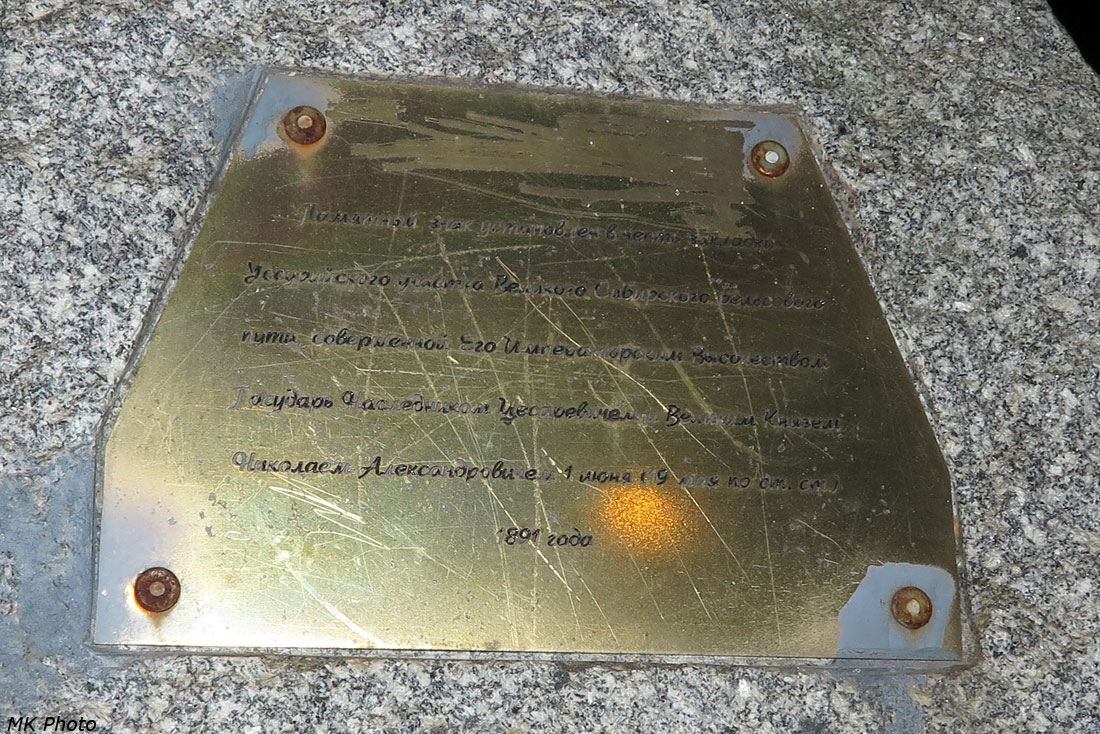 Памятный знак установлен в честь закладки
Уссурийского участка Великого Сибирского рельсового
пути, совершенной Его Императорским Высочеством
Государь Наследником Цесаревичем и Великим Князем
Николаем Александровичем 1 июня (19 мая по ст. ст.)
1891 года
MK Photo